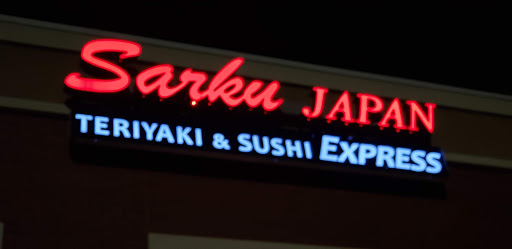 Sarku JAPAN
TERIYAKI & SUSHI EXPRESS